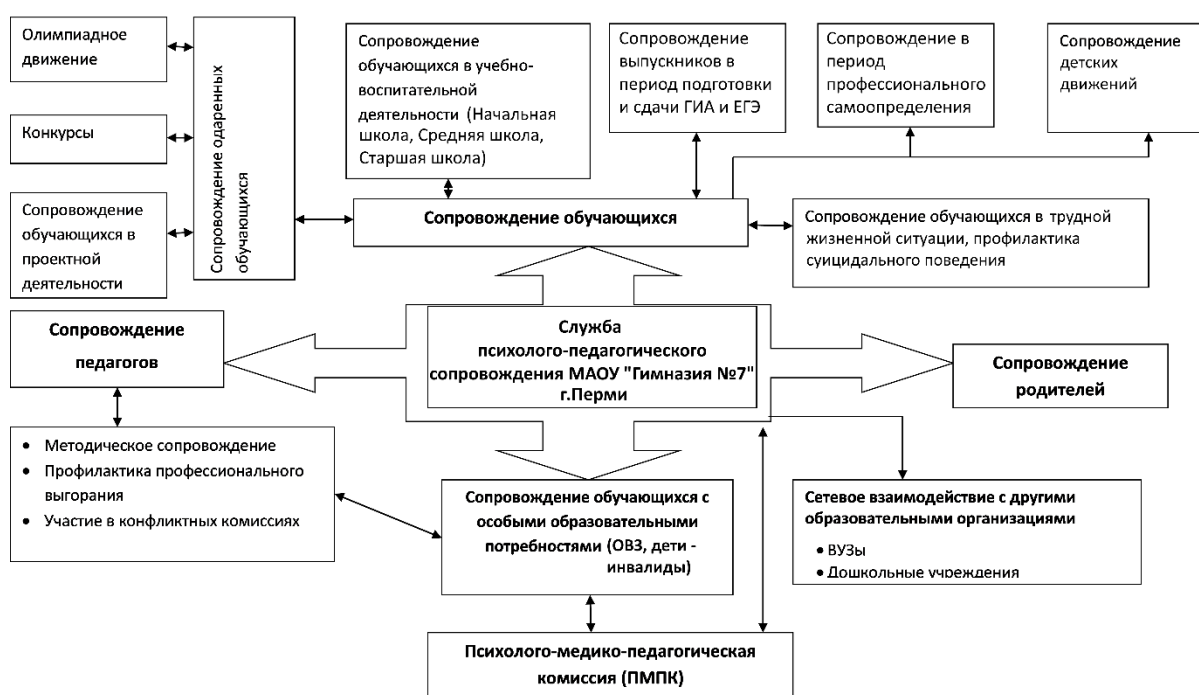 Олимпиадное
движение
Конкурсы
Сопровождение
обучающихся в
проектной
деятельности
Сопровождение одаренных
обучающихся
Сопровождение
обучающихся в учебно-
воспитательной
деятельности (Начальная
школа, Средняя школа,
Старшая школа)
Сопровождение
выпускников в
период подготовки
и сдачи ГИА и ЕГЭ
Сопровождение в
период
профессионального
самоопределения
Сопровождение
детских
движений
Сопровождение обучающихся
Сопровождение обучающихся в трудной
жизненной ситуации, профилактика
суицидального поведения
Сопровождение
педагогов
Служба
психолого-педагогического
сопровождения МАОУ "Гимназия №7"
г.Перми
Сопровождение
родителей
• Методическое сопровождение
• Профилактика профессионального
выгорания
• Участие в конфликтных комиссиях
Сопровождение обучающихся с
особыми образовательными
потребностями (ОВЗ, дети -
инвалиды)
Сетевое взаимодействие с другими
образовательными организациями
• ВУЗы
• Дошкольные учреждения
Психолого-медико-педагогическая
комиссия (ПМПК)